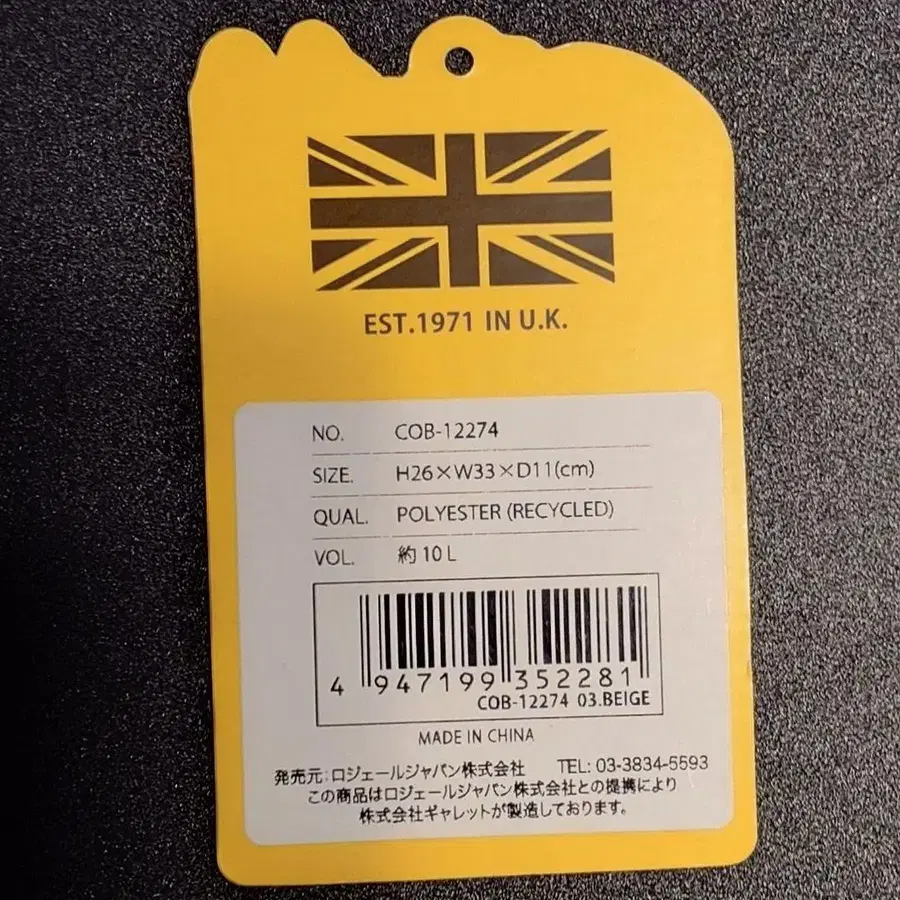 EST.1971 IN U.K.
NO. COB-12274
SIZE. H26×W33×D11(cm)
QUAL. POLYESTER (RECYCLED)
VOL. 約10L
4 947199 352281
COB-12274 03.BEIGE
MADE IN CHINA
発売元:ロジェールジャパン株式会社 TEL: 03-3834-5593
この商品はロジェールジャパン株式会社との提携により
株式会社ギャレットが製造しております。